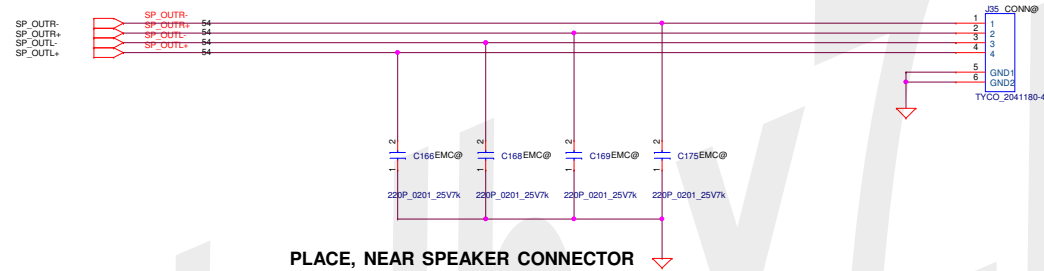 J35 CONN@
SP_OUTR- SP_OUTR- 1 1
SP_OUTR+ SP_OUTR+ 54 2 2
SP_OUTL- SP_OUTL- 54 3 3
SP_OUTL+ SP_OUTL+ 54 4 4
54
5 GND1
6 GND2
TYCO_2041180-4
2 2 2 2
C166 EMC@ C168 EMC@ C169 EMC@ C175 EMC@
1 1 1 1
220P_0201_25V7k 220P_0201_25V7k 220P_0201_25V7k 220P_0201_25V7k
PLACE, NEAR SPEAKER CONNECTOR